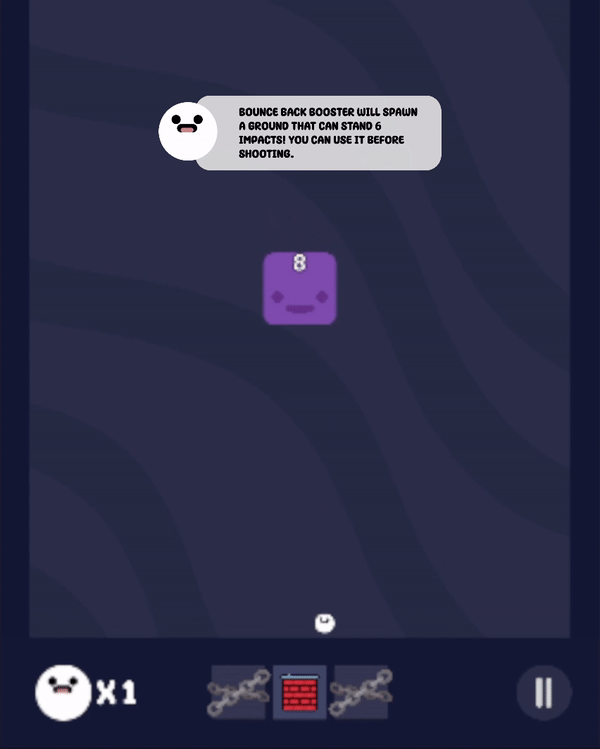 BOUNCE BACK BOOSTER WILL SPAWN
A GROUND THAT CAN STAND 6
IMPACTS! YOU CAN USE IT BEFORE
SHOOTING.
8
X1